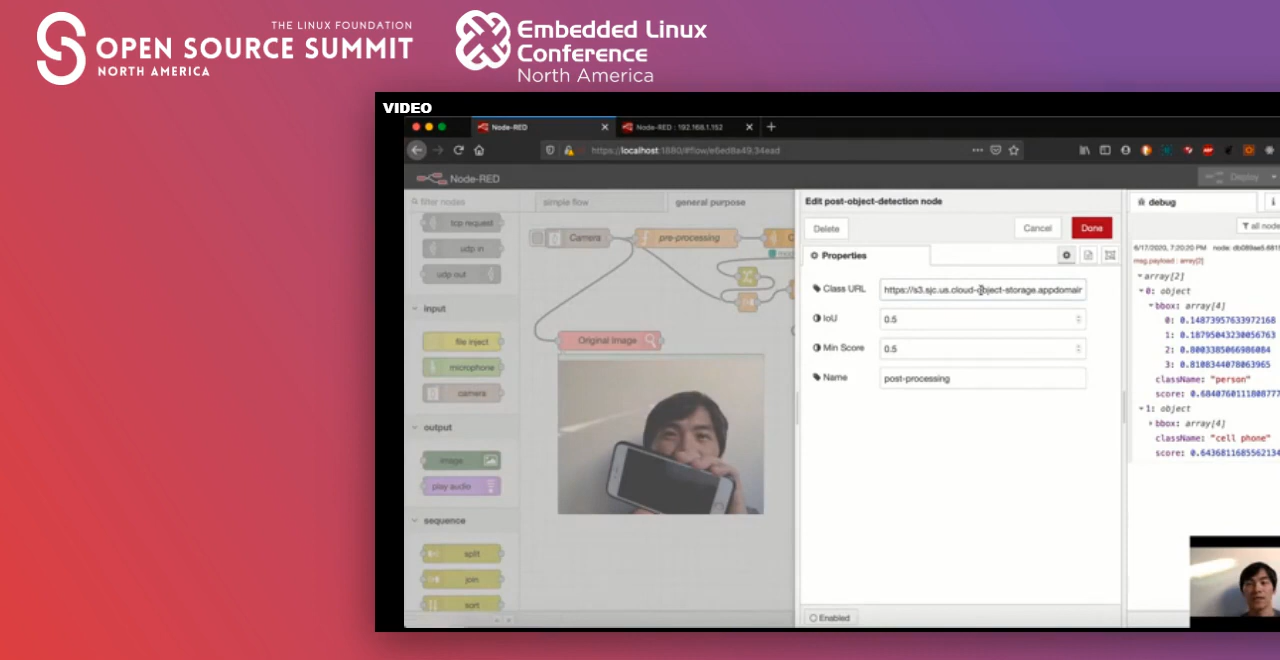 THE LINUX FOUNDATION
OPEN SOURCE SUMMIT
NORTH AMERICA
Embedded Linux
Conference
North America
VIDEO
Node-RED
Node-RED : 192.168.1.152
https://localhost:1880/#flow/e6ed8a49.34ead
Node-RED
Deploy
filter nodes
simple flow
general purpose
Edit post-object-detection node
debug
tcp request
udp in
udp out
Camera
pre-processing
Delete
Cancel
Done
all node
6/17/2020, 7:20:20 PM node: db089ae5.6811
msg.payload : array[2]
Properties
array[2]
0: object
input
Class URL
https://s3.sjc.us.cloud-object-storage.appdomain
bbox: array[4]
0: 0.14873957633972168
IoU
0.5
1: 0.18795043230056763
file inject
Original Image
Min Score
0.5
2: 0.8003385066986084
3: 0.8108344078063965
microphone
Name
post-processing
className: "person"
camera
score: 0.6840760111808777
1: object
output
bbox: array[4]
className: "cell phone"
image
score: 0.6436811685562134
play audio
sequence
split
join
sort
Enabled